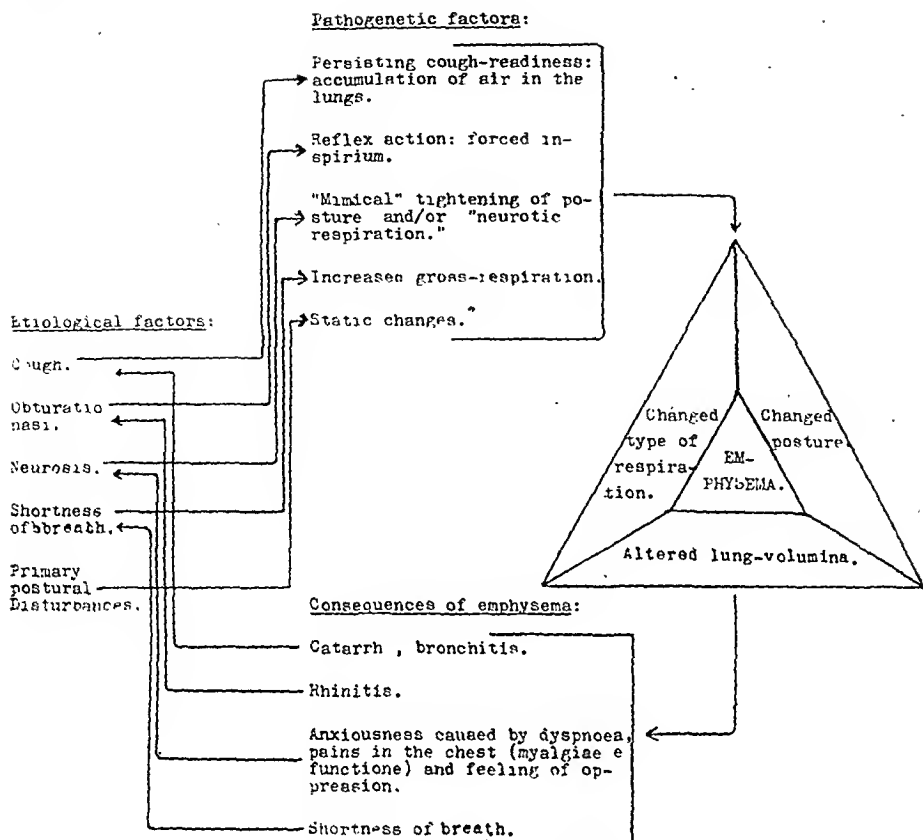 Pathogenetic factors:
Persisting cough-readiness:
accumulation of air in the
lungs.
Reflex action: forced in-
spirium.
"Mimical" tightening of po-
sture and/or "neurotic
respiration."
Increased gross-respiration.
Static changes."
Etiological factors:
Cough.
Obturatio
nasi.
Neurosis.
Shortness
of bbreath.
Primary
postural
Disturbances.
Changed
type of
respira-
tion.
Changed
posture.
EM-
PHYSEMA.
Altered lung-volumina.
Consequences of emphysema:
Catarrh , bronchitis.
Rhinitis.
Anxiousness caused by dyspnoea,
pains in the chest (myalgiae e
functione) and feeling of op-
pression.
Shortness of breath.